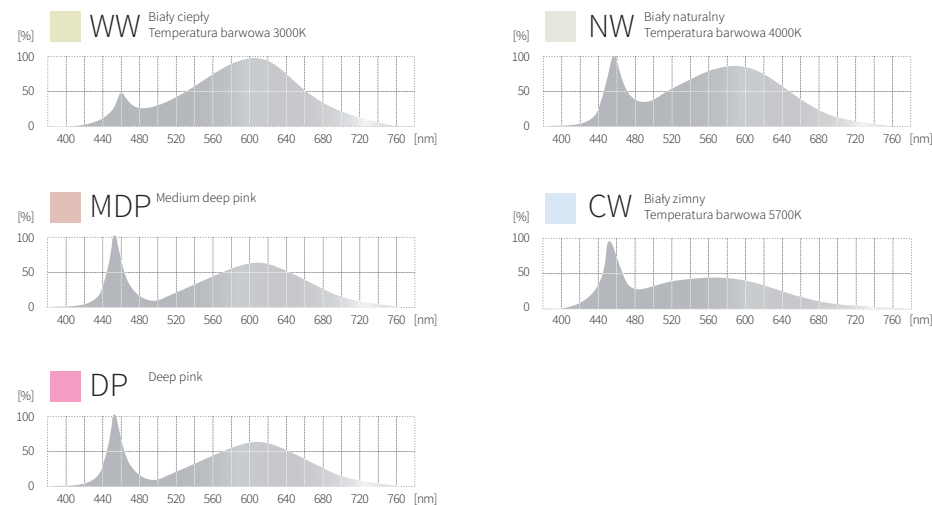 WW
Biały ciepły
Temperatura barwowa 3000K
[%]
100
50
0
400 440 480 520 560 600 640 680 720 760 [nm]
NW
Biały naturalny
Temperatura barwowa 4000K
[%]
100
50
0
400 440 480 520 560 600 640 680 720 760 [nm]
MDP Medium deep pink
[%]
100
50
0
400 440 480 520 560 600 640 680 720 760 [nm]
CW
Biały zimny
Temperatura barwowa 5700K
[%]
100
50
0
400 440 480 520 560 600 640 680 720 760 [nm]
DP Deep pink
[%]
100
50
0
400 440 480 520 560 600 640 680 720 760 [nm]